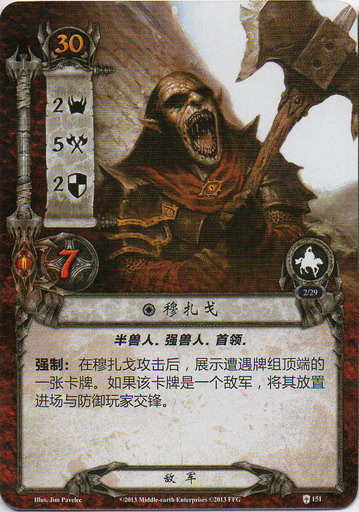 30
2
5
2
7
2/29
穆扎戈
半兽人. 强兽人. 首领.
强制：在穆扎戈攻击后，展示遭遇牌组顶端的
一张卡牌。如果该卡牌是一个敌军，将其放置
进场与防御玩家交锋。
敌军
Illus. Jim Pavelec ©2013 Middle-earth Enterprises ©2013 FFG 151